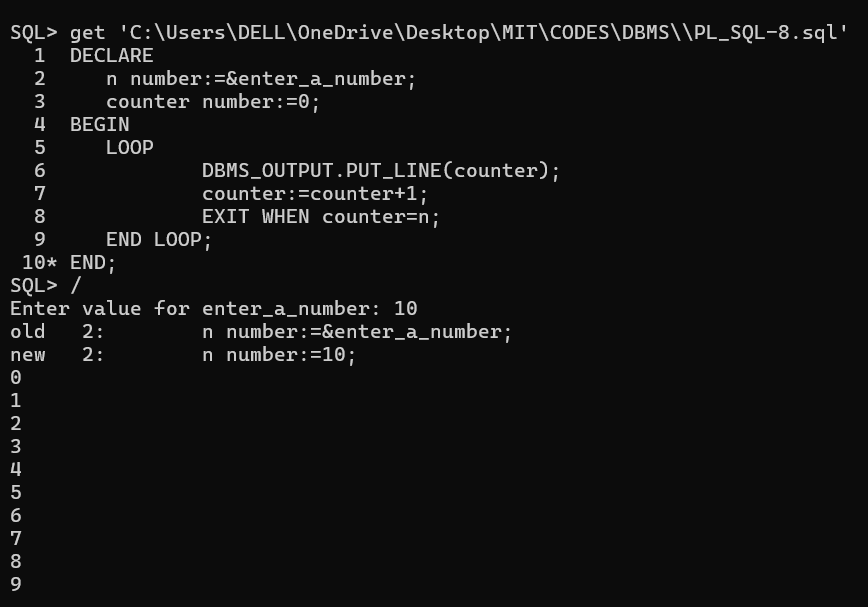 SQL> get 'C:\Users\DELL\OneDrive\Desktop\MIT\CODES\DBMS\\PL_SQL-8.sql'
  1  DECLARE
  2     n number:=&enter_a_number;
  3     counter number:=0;
  4  BEGIN
  5     LOOP
  6             DBMS_OUTPUT.PUT_LINE(counter);
  7             counter:=counter+1;
  8             EXIT WHEN counter=n;
  9     END LOOP;
 10* END;
SQL> /
Enter value for enter_a_number: 10
old   2:        n number:=&enter_a_number;
new   2:        n number:=10;
0
1
2
3
4
5
6
7
8
9